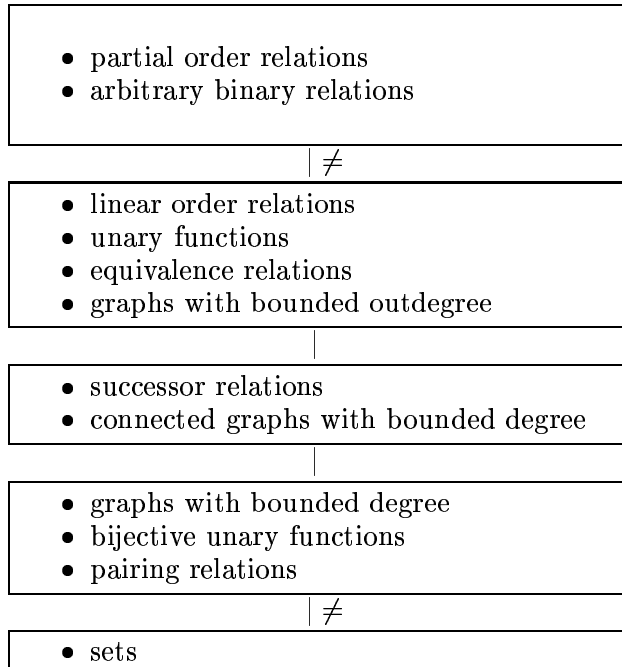 • partial order relations
• arbitrary binary relations
| ≠
• linear order relations
• unary functions
• equivalence relations
• graphs with bounded outdegree
• successor relations
• connected graphs with bounded degree
• graphs with bounded degree
• bijective unary functions
• pairing relations
| ≠
• sets